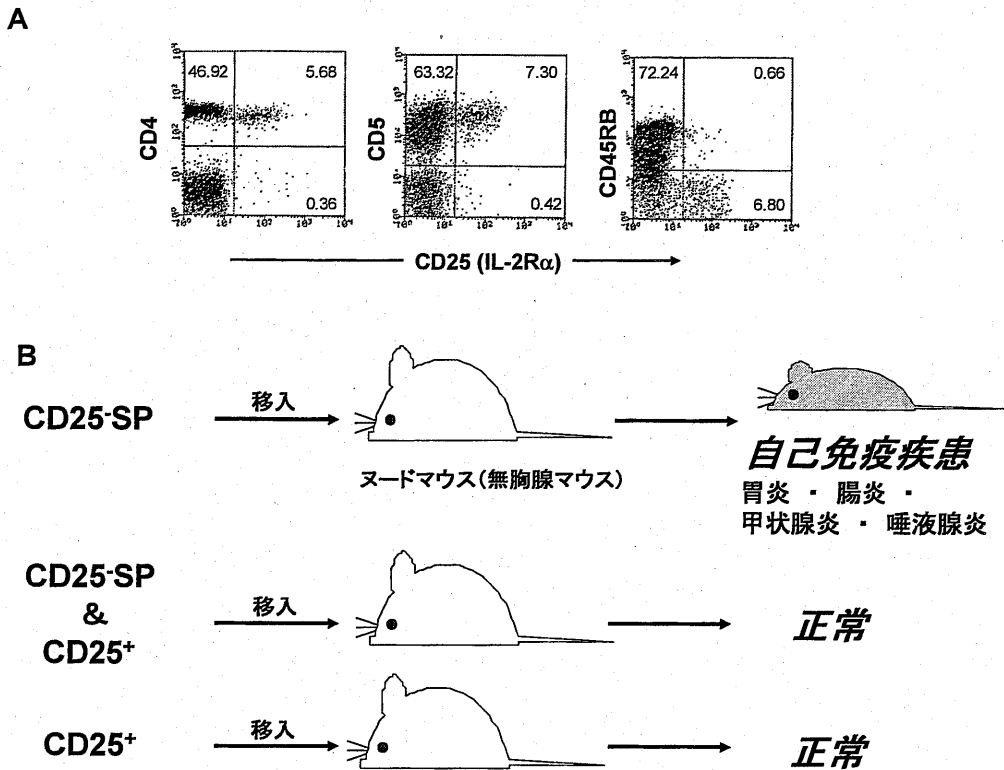 A
CD4
46.92 5.68
0.36
CD5
63.32 7.30
0.42
CD45RB
72.24 0.66
6.80
CD25 (IL-2Rα)
B
CD25⁻SP
移入
ヌードマウス(無胸腺マウス)
自己免疫疾患
胃炎 ・ 腸炎 ・
甲状腺炎 ・ 唾液腺炎
CD25⁻SP
&
CD25⁺
移入
正常
CD25⁺
移入
正常